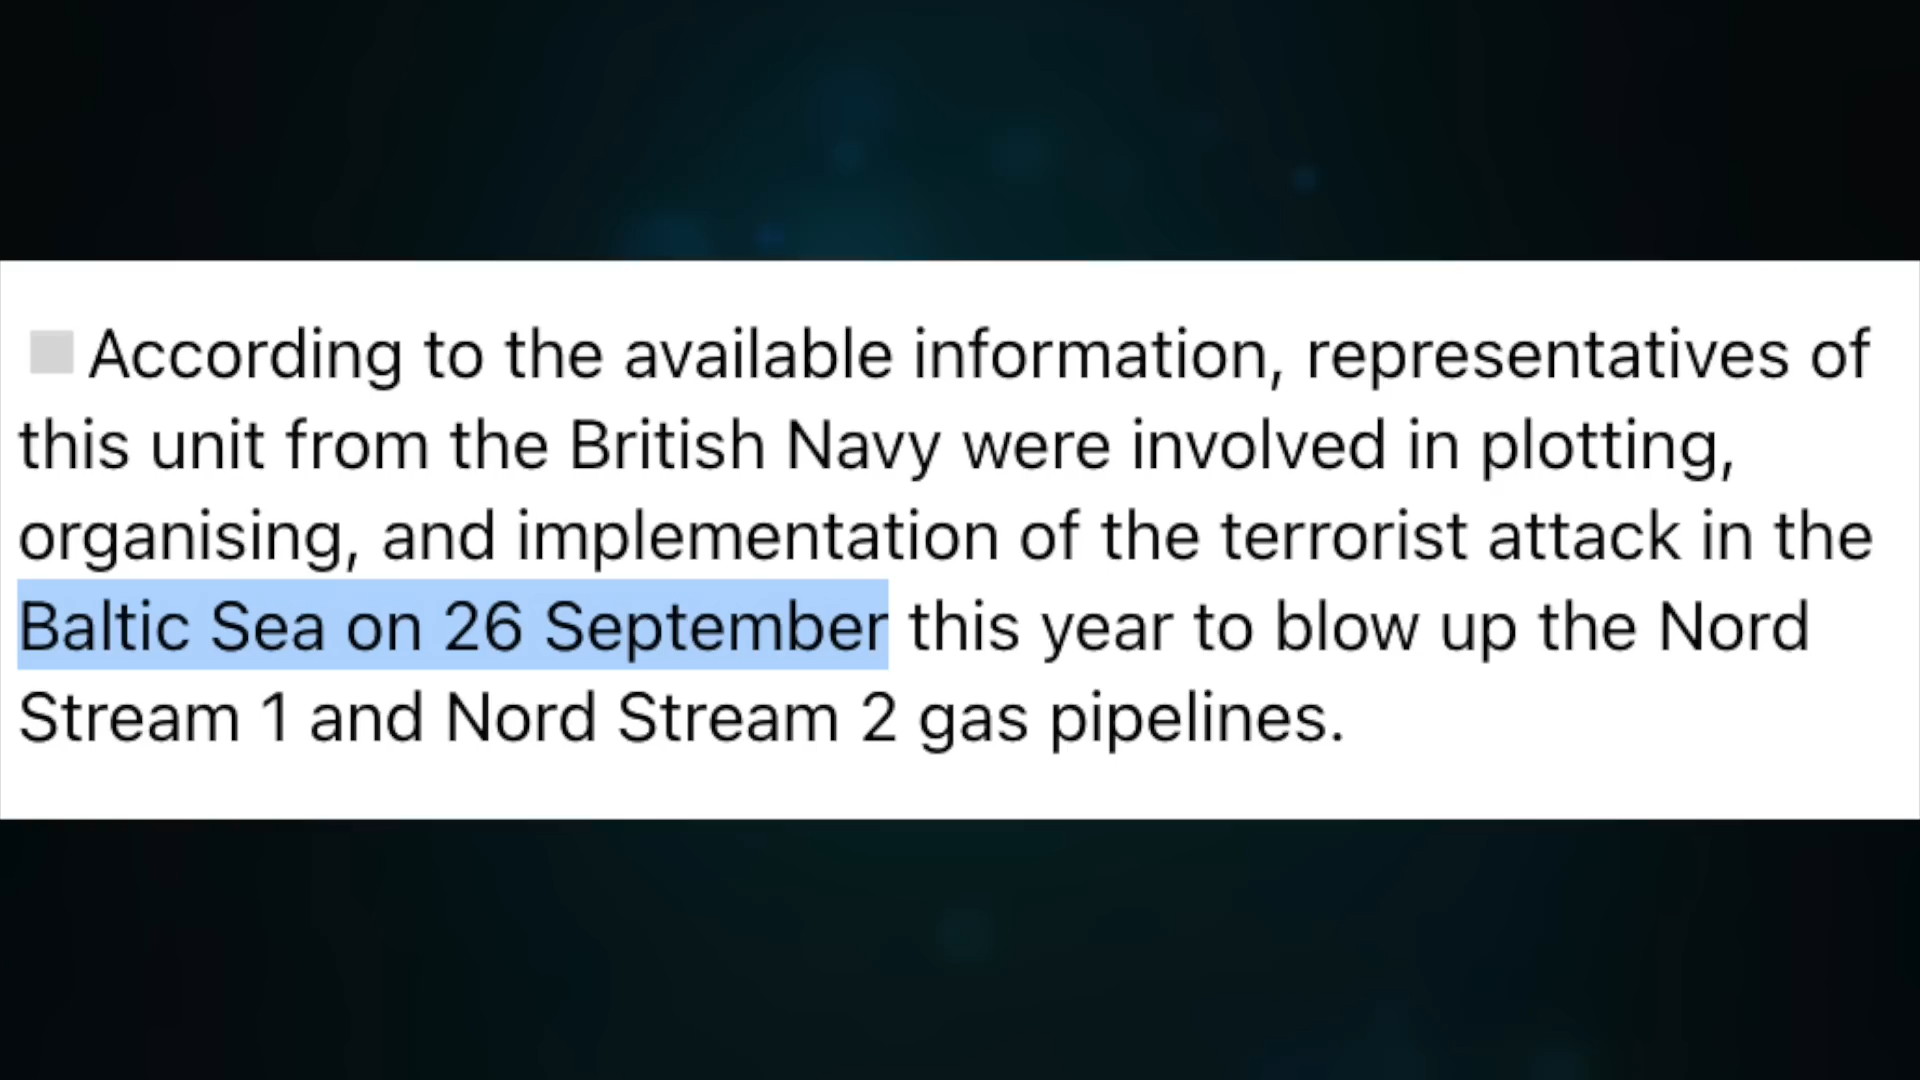 According to the available information, representatives of
this unit from the British Navy were involved in plotting,
organising, and implementation of the terrorist attack in the
Baltic Sea on 26 September this year to blow up the Nord
Stream 1 and Nord Stream 2 gas pipelines.